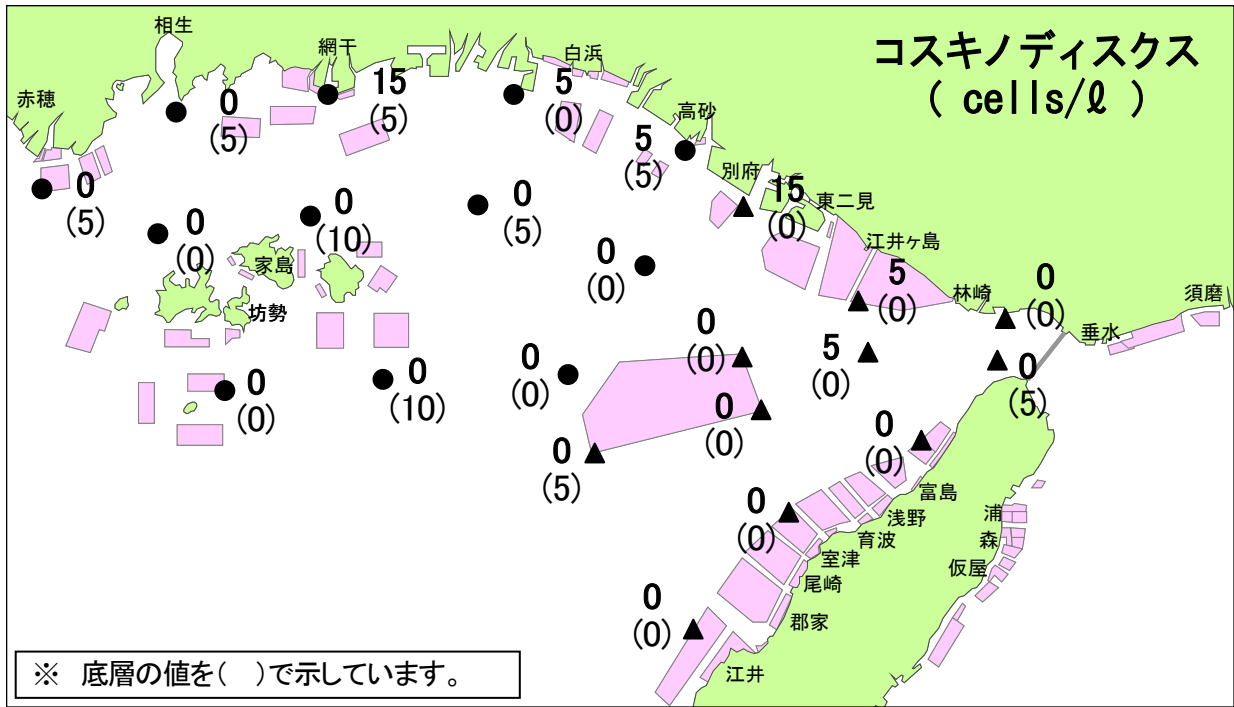 コスキノディスクス
( cells/ℓ )
相生
網干
白浜
赤穂
高砂
別府
東二見
江井ヶ島
林崎
垂水
須磨
家島
坊勢
富島
浅野
育波
室津
尾崎
郡家
江井
浦
森
仮屋
0
(5)
15
(5)
5
(0)
5
(5)
0
(5)
0
(0)
0
(10)
0
(5)
0
(0)
15
(0)
5
(0)
0
(0)
0
(5)
5
(0)
0
(0)
0
(0)
0
(5)
0
(0)
0
(10)
0
(0)
0
(0)
0
(0)
0
(0)
※ 底層の値を( )で示しています。